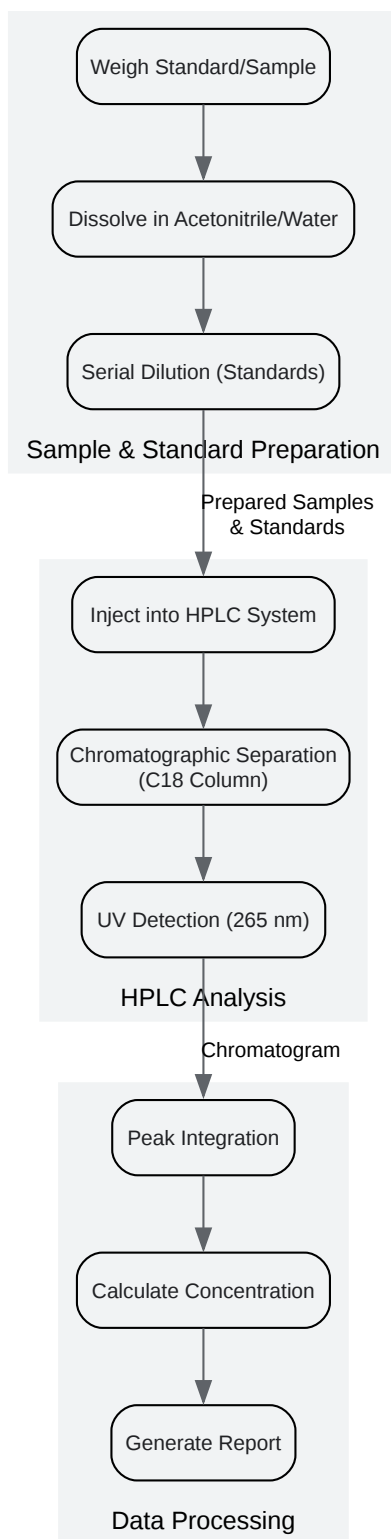 Weigh Standard/Sample
Dissolve in Acetonitrile/Water
Serial Dilution (Standards)
Sample & Standard Preparation
Prepared Samples
& Standards
Inject into HPLC System
Chromatographic Separation
(C18 Column)
UV Detection (265 nm)
HPLC Analysis
Chromatogram
Peak Integration
Calculate Concentration
Generate Report
Data Processing